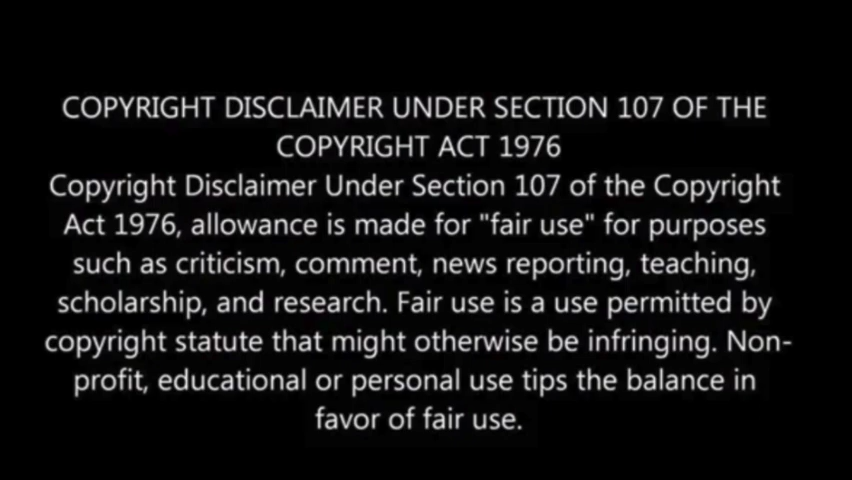 COPYRIGHT DISCLAIMER UNDER SECTION 107 OF THE
COPYRIGHT ACT 1976
Copyright Disclaimer Under Section 107 of the Copyright
Act 1976, allowance is made for "fair use" for purposes
such as criticism, comment, news reporting, teaching,
scholarship, and research. Fair use is a use permitted by
copyright statute that might otherwise be infringing. Non-
profit, educational or personal use tips the balance in
favor of fair use.